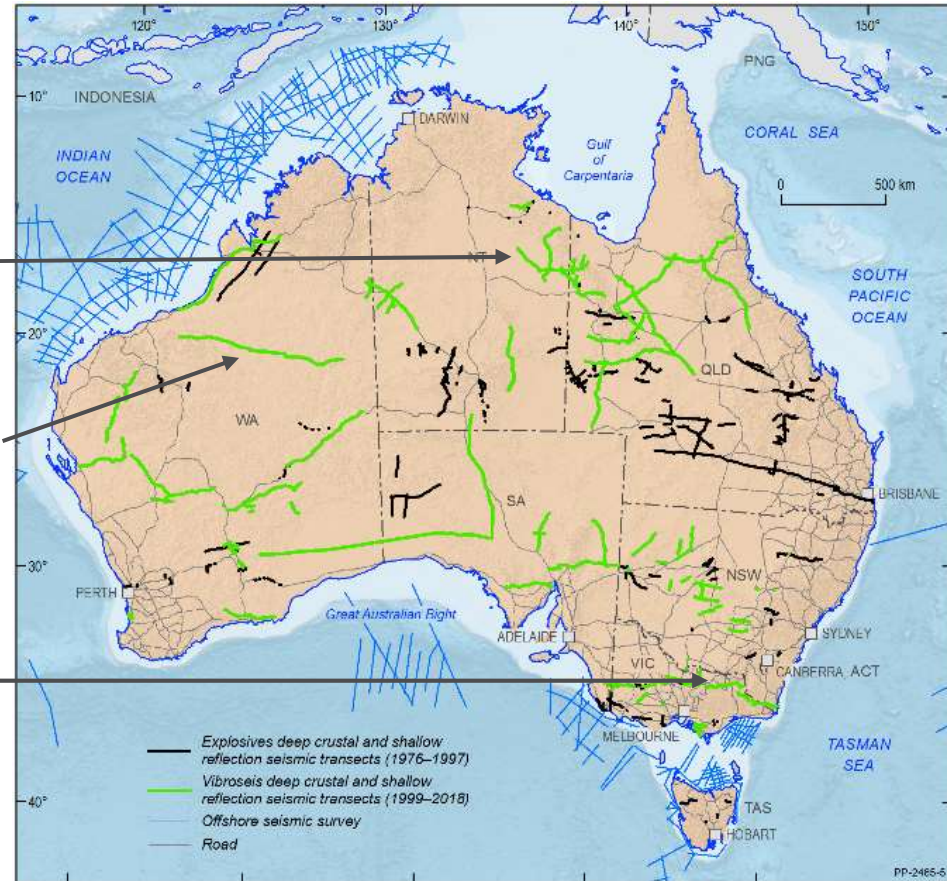 120°
130°
140°
150°
PNG
10°
INDONESIA
DARWIN
CORAL SEA
INDIAN
OCEAN
Gulf
of
Carpentaria
0
500 km
NT
SOUTH
PACIFIC
OCEAN
20°
QLD
WA
SA
BRISBANE
30°
NSW
PERTH
Great Australian Bight
ADELAIDE
SYDNEY
VIC
CANBERRA, ACT
MELBOURNE
TASMAN
SEA
Explosives deep crustal and shallow
reflection seismic transects (1976–1997)
Vibroseis deep crustal and shallow
reflection seismic transects (1999–2018)
Offshore seismic survey
Road
40°
TAS
HOBART